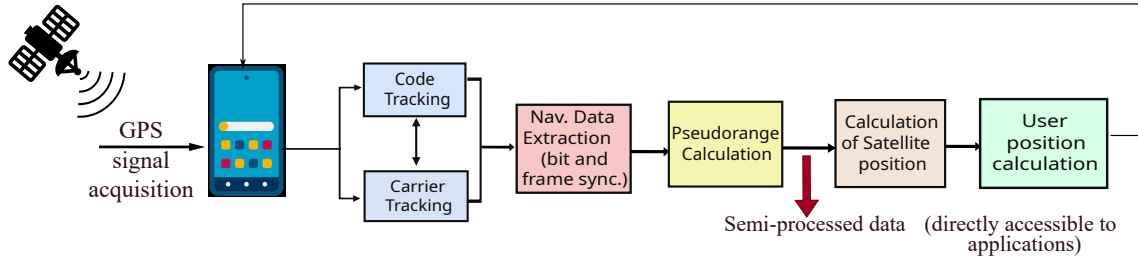 GPS
signal
acquisition
Code
Tracking
Carrier
Tracking
Nav. Data
Extraction
(bit and
frame sync.)
Pseudorange
Calculation
Semi-processed data
Calculation
of Satellite
position
User
position
calculation
(directly accessible to
applications)